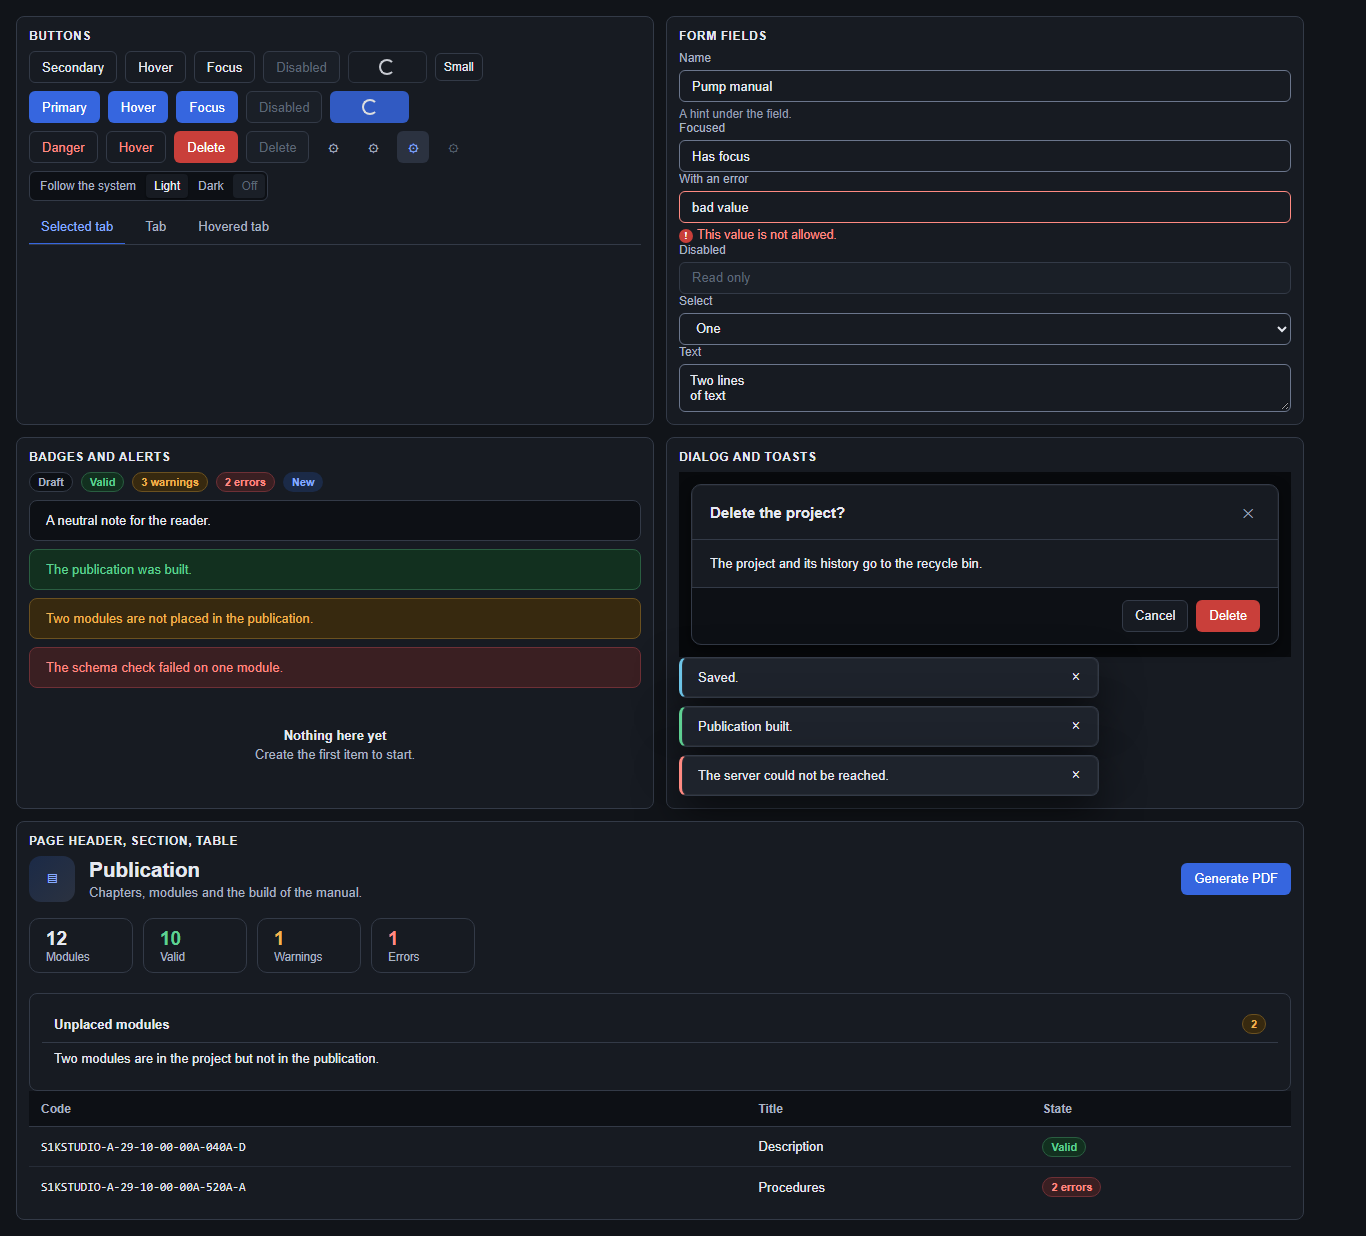 BUTTONS
Secondary Hover Focus Disabled Small
Primary Hover Focus Disabled
Danger Hover Delete Delete
Follow the system Light Dark Off
Selected tab Tab Hovered tab
FORM FIELDS
Name
Pump manual
A hint under the field.
Focused
Has focus
With an error
bad value
! This value is not allowed.
Disabled
Read only
Select
One
Text
Two lines
of text
BADGES AND ALERTS
Draft Valid 3 warnings 2 errors New
A neutral note for the reader.
The publication was built.
Two modules are not placed in the publication.
The schema check failed on one module.
Nothing here yet
Create the first item to start.
DIALOG AND TOASTS
Delete the project?
The project and its history go to the recycle bin.
Cancel Delete
Saved.
Publication built.
The server could not be reached.
PAGE HEADER, SECTION, TABLE
Publication
Chapters, modules and the build of the manual.
Generate PDF
12 10 1 1
Modules Valid Warnings Errors
Unplaced modules 2
Two modules are in the project but not in the publication.
Code Title State
S1KSTUDIO-A-29-10-00-00A-040A-D Description Valid
S1KSTUDIO-A-29-10-00-00A-520A-A Procedures 2 errors